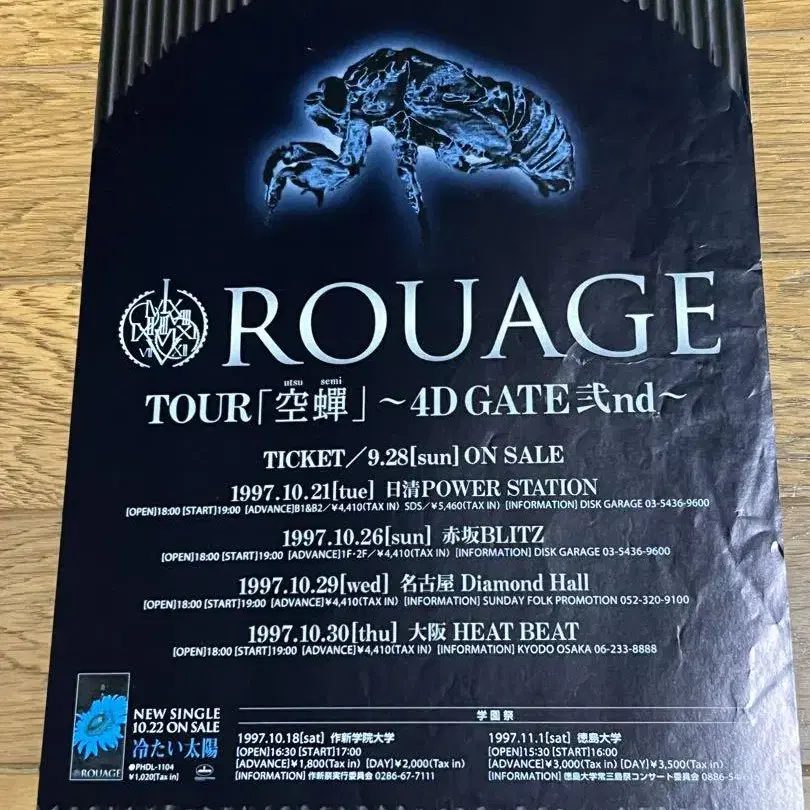 ROUAGE
utsu semi
TOUR「空蟬」～4D GATE 弐nd～
TICKET／9.28[sun] ON SALE
1997.10.21[tue] 日清POWER STATION
[OPEN]18:00 [START]19:00 [ADVANCE]B1&B2／¥4,410(TAX IN) SDS／¥5,460(TAX IN) [INFORMATION] DISK GARAGE 03-5436-9600
1997.10.26[sun] 赤坂BLITZ
[OPEN]18:00 [START]19:00 [ADVANCE]1F・2F／¥4,410(TAX IN) [INFORMATION] DISK GARAGE 03-5436-9600
1997.10.29[wed] 名古屋 Diamond Hall
[OPEN]18:00 [START]19:00 [ADVANCE]¥4,410(TAX IN) [INFORMATION] SUNDAY FOLK PROMOTION 052-320-9100
1997.10.30[thu] 大阪 HEAT BEAT
[OPEN]18:00 [START]19:00 [ADVANCE]¥4,410(TAX IN) [INFORMATION] KYODO OSAKA 06-233-8888
NEW SINGLE
10.22 ON SALE
冷たい太陽
●PHDL-1104
¥1,020[Tax in]
ROUAGE
学園祭
1997.10.18[sat] 作新学院大学
[OPEN]16:30 [START]17:00
[ADVANCE]¥1,800(Tax in) [DAY]¥2,000(Tax in)
[INFORMATION] 作新祭実行委員会 0286-67-7111
1997.11.1[sat] 徳島大学
[OPEN]15:30 [START]16:00
[ADVANCE]¥3,000(Tax in) [DAY]¥3,500(Tax in)
[INFORMATION] 徳島大学常三島祭コンサート委員会